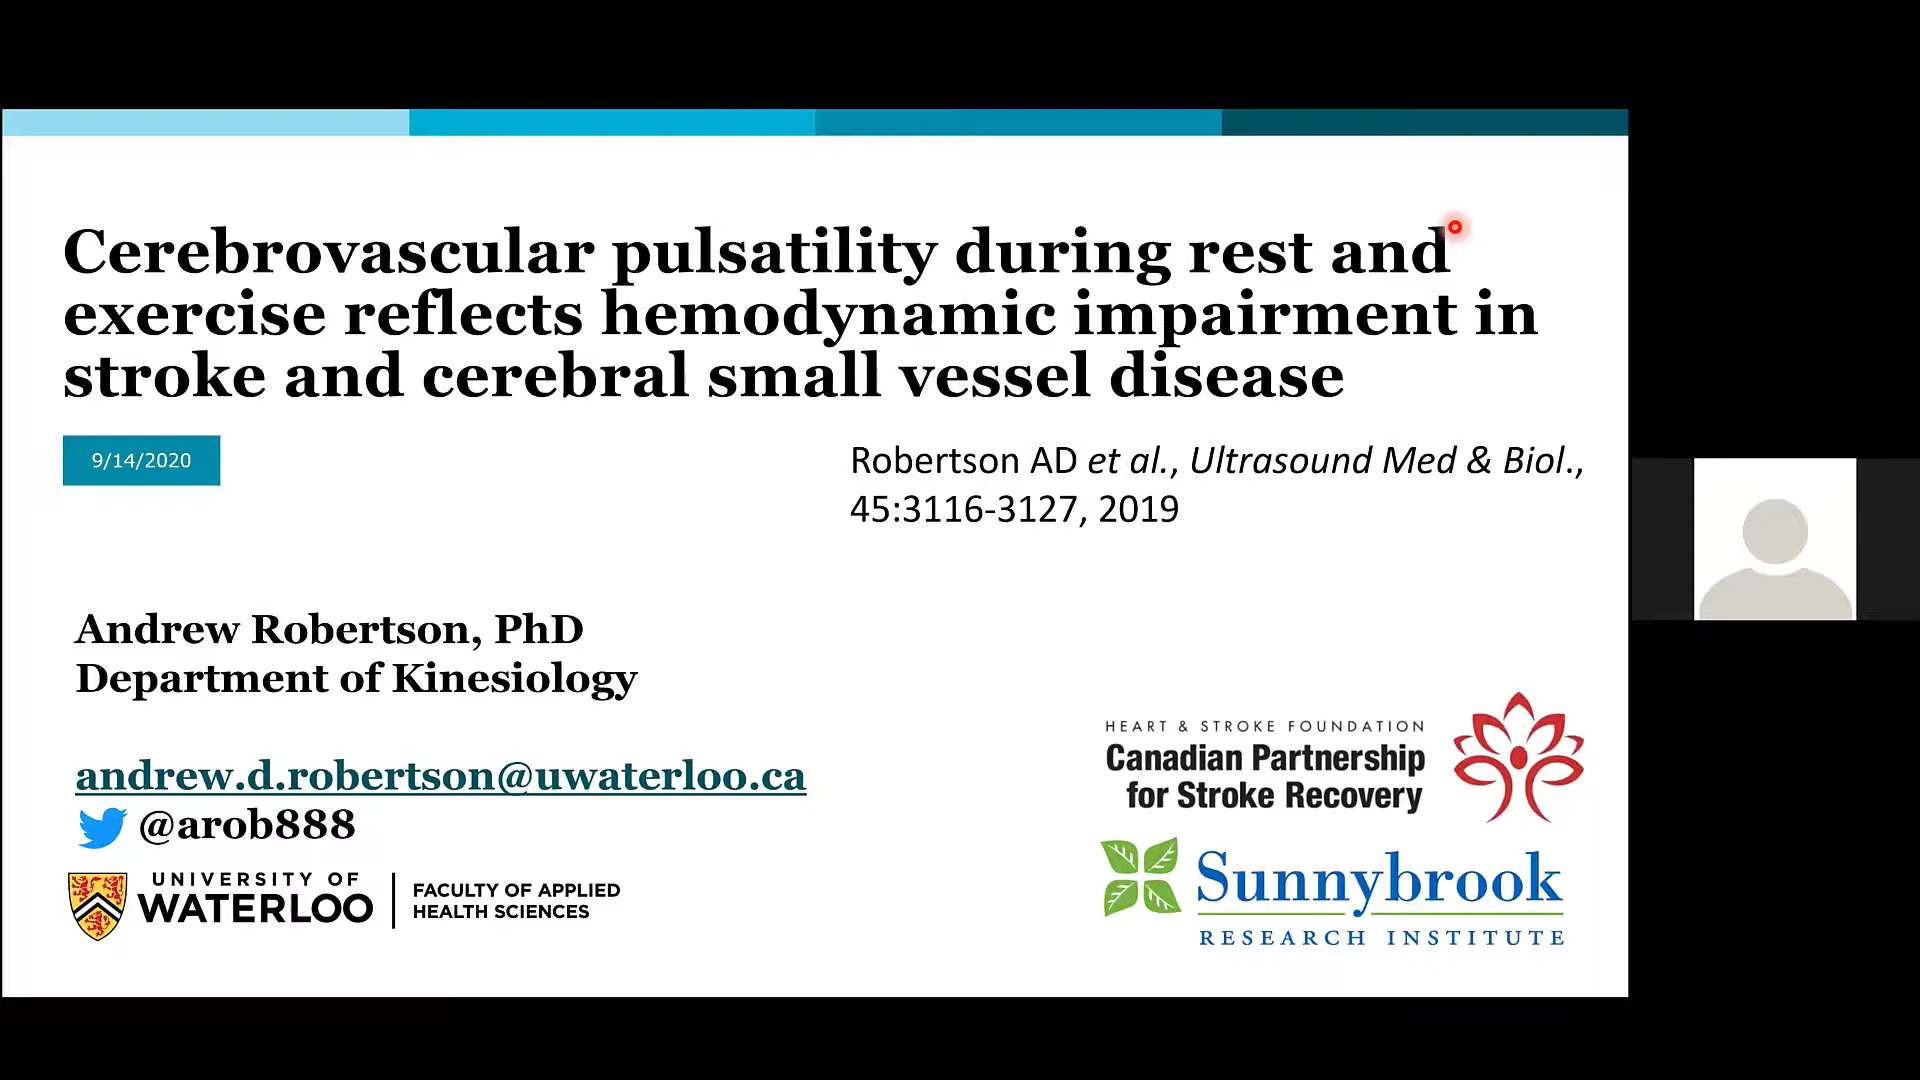 Cerebrovascular pulsatility during rest and
exercise reflects hemodynamic impairment in
stroke and cerebral small vessel disease
9/14/2020
Robertson AD et al., Ultrasound Med & Biol.,
45:3116-3127, 2019
Andrew Robertson, PhD
Department of Kinesiology
andrew.d.robertson@uwaterloo.ca
@arob888
UNIVERSITY OF
WATERLOO
FACULTY OF APPLIED
HEALTH SCIENCES
HEART & STROKE FOUNDATION
Canadian Partnership
for Stroke Recovery
Sunnybrook
RESEARCH INSTITUTE